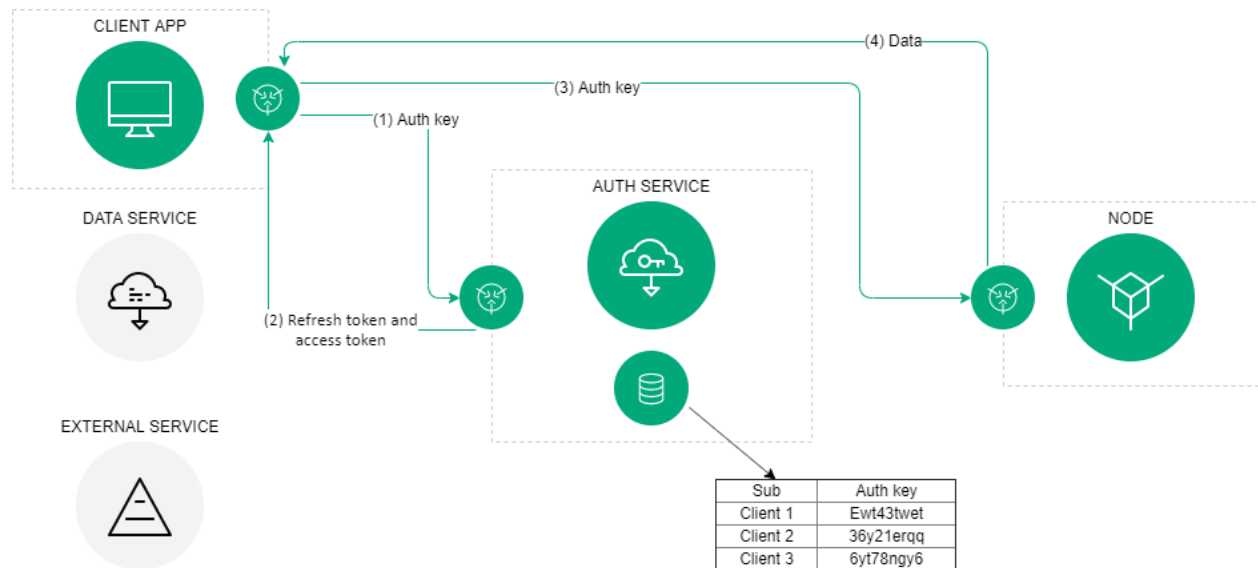 CLIENT APP
(4) Data
(3) Auth key
(1) Auth key
AUTH SERVICE
DATA SERVICE
NODE
(2) Refresh token and
access token
EXTERNAL SERVICE
Sub Auth key
Client 1 Ewt43twet
Client 2 36y21erqq
Client 3 6yt78ngy6